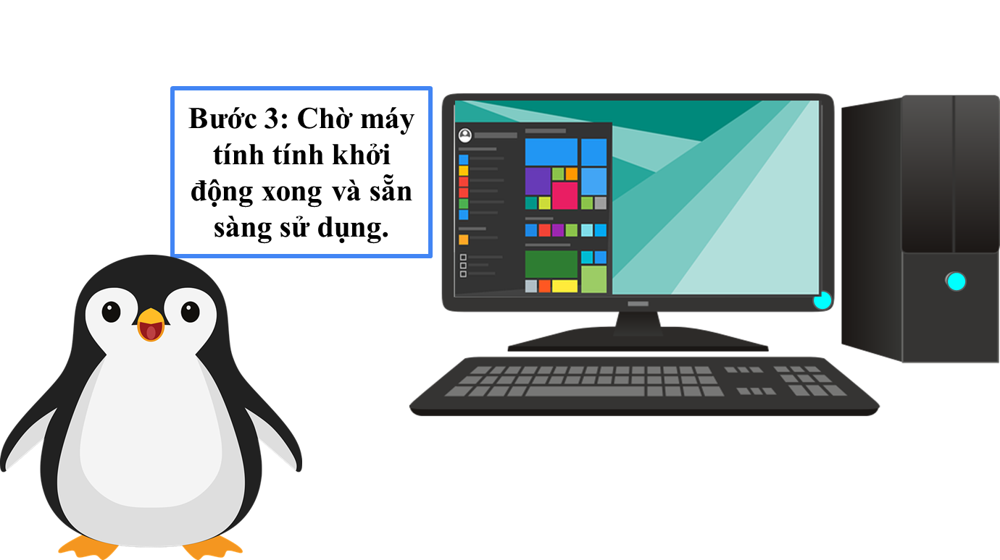 Bước 3: Chờ máy
tính tính khởi
động xong và sẵn
sàng sử dụng.